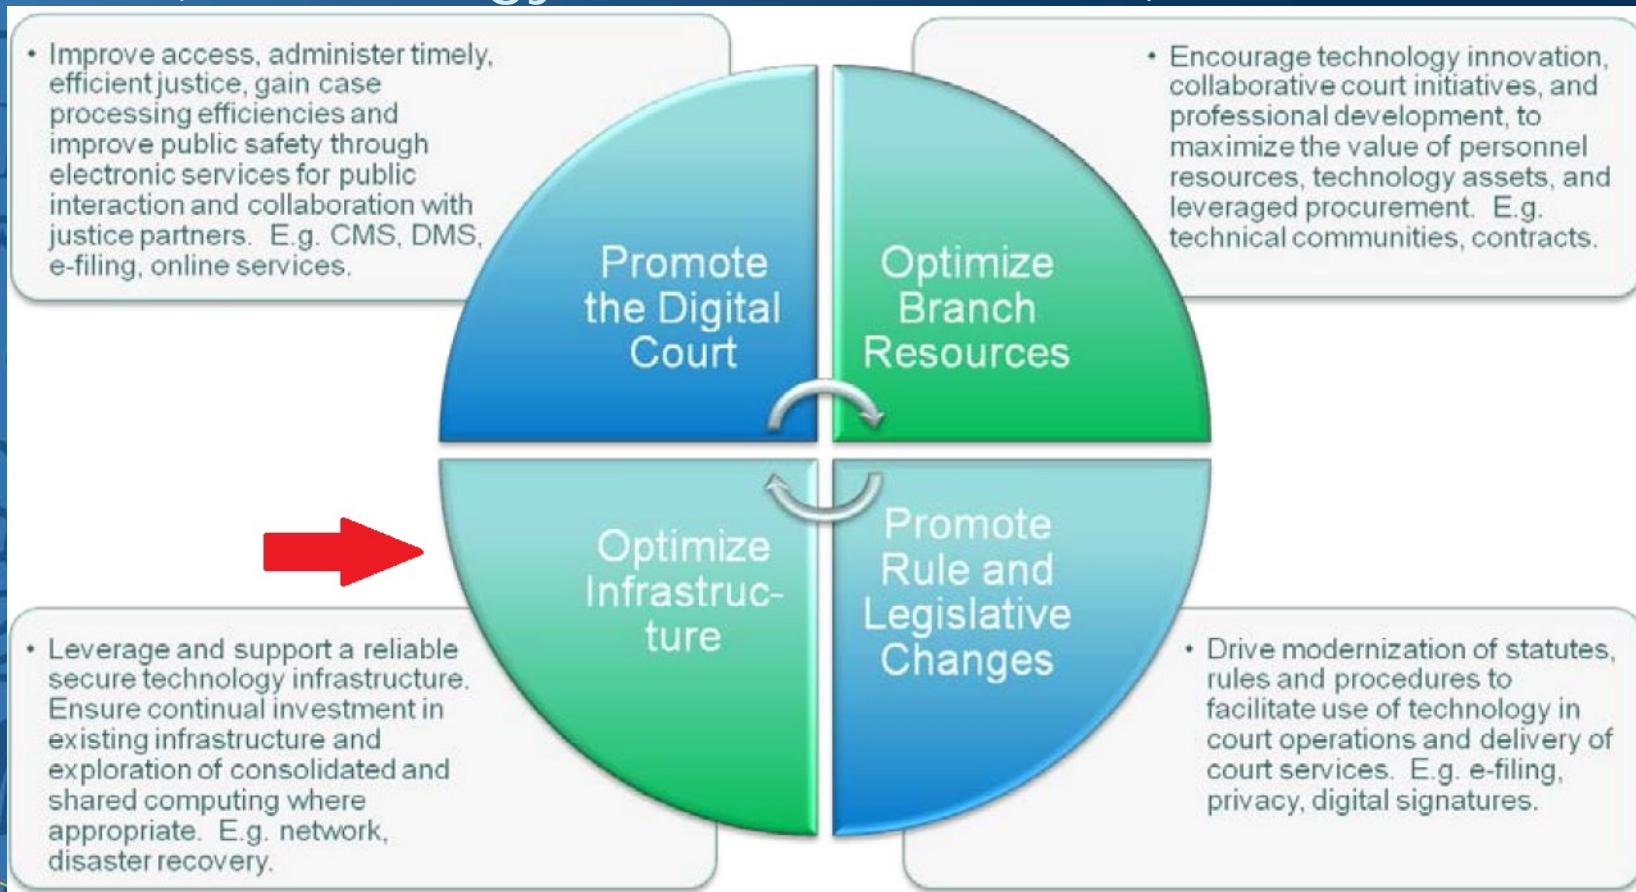 • Improve access, administer timely,
efficient justice, gain case
processing efficiencies and
improve public safety through
electronic services for public
interaction and collaboration with
justice partners.  E.g. CMS, DMS,
e-filing, online services.
• Encourage technology innovation,
collaborative court initiatives, and
professional development, to
maximize the value of personnel
resources, technology assets, and
leveraged procurement.  E.g.
technical communities, contracts.
Promote
the Digital
Court
Optimize
Branch
Resources
Optimize
Infrastruc-
ture
Promote
Rule and
Legislative
Changes
• Leverage and support a reliable
secure technology infrastructure.
Ensure continual investment in
existing infrastructure and
exploration of consolidated and
shared computing where
appropriate.  E.g. network,
disaster recovery.
• Drive modernization of statutes,
rules and procedures to
facilitate use of technology in
court operations and delivery of
court services.  E.g. e-filing,
privacy, digital signatures.